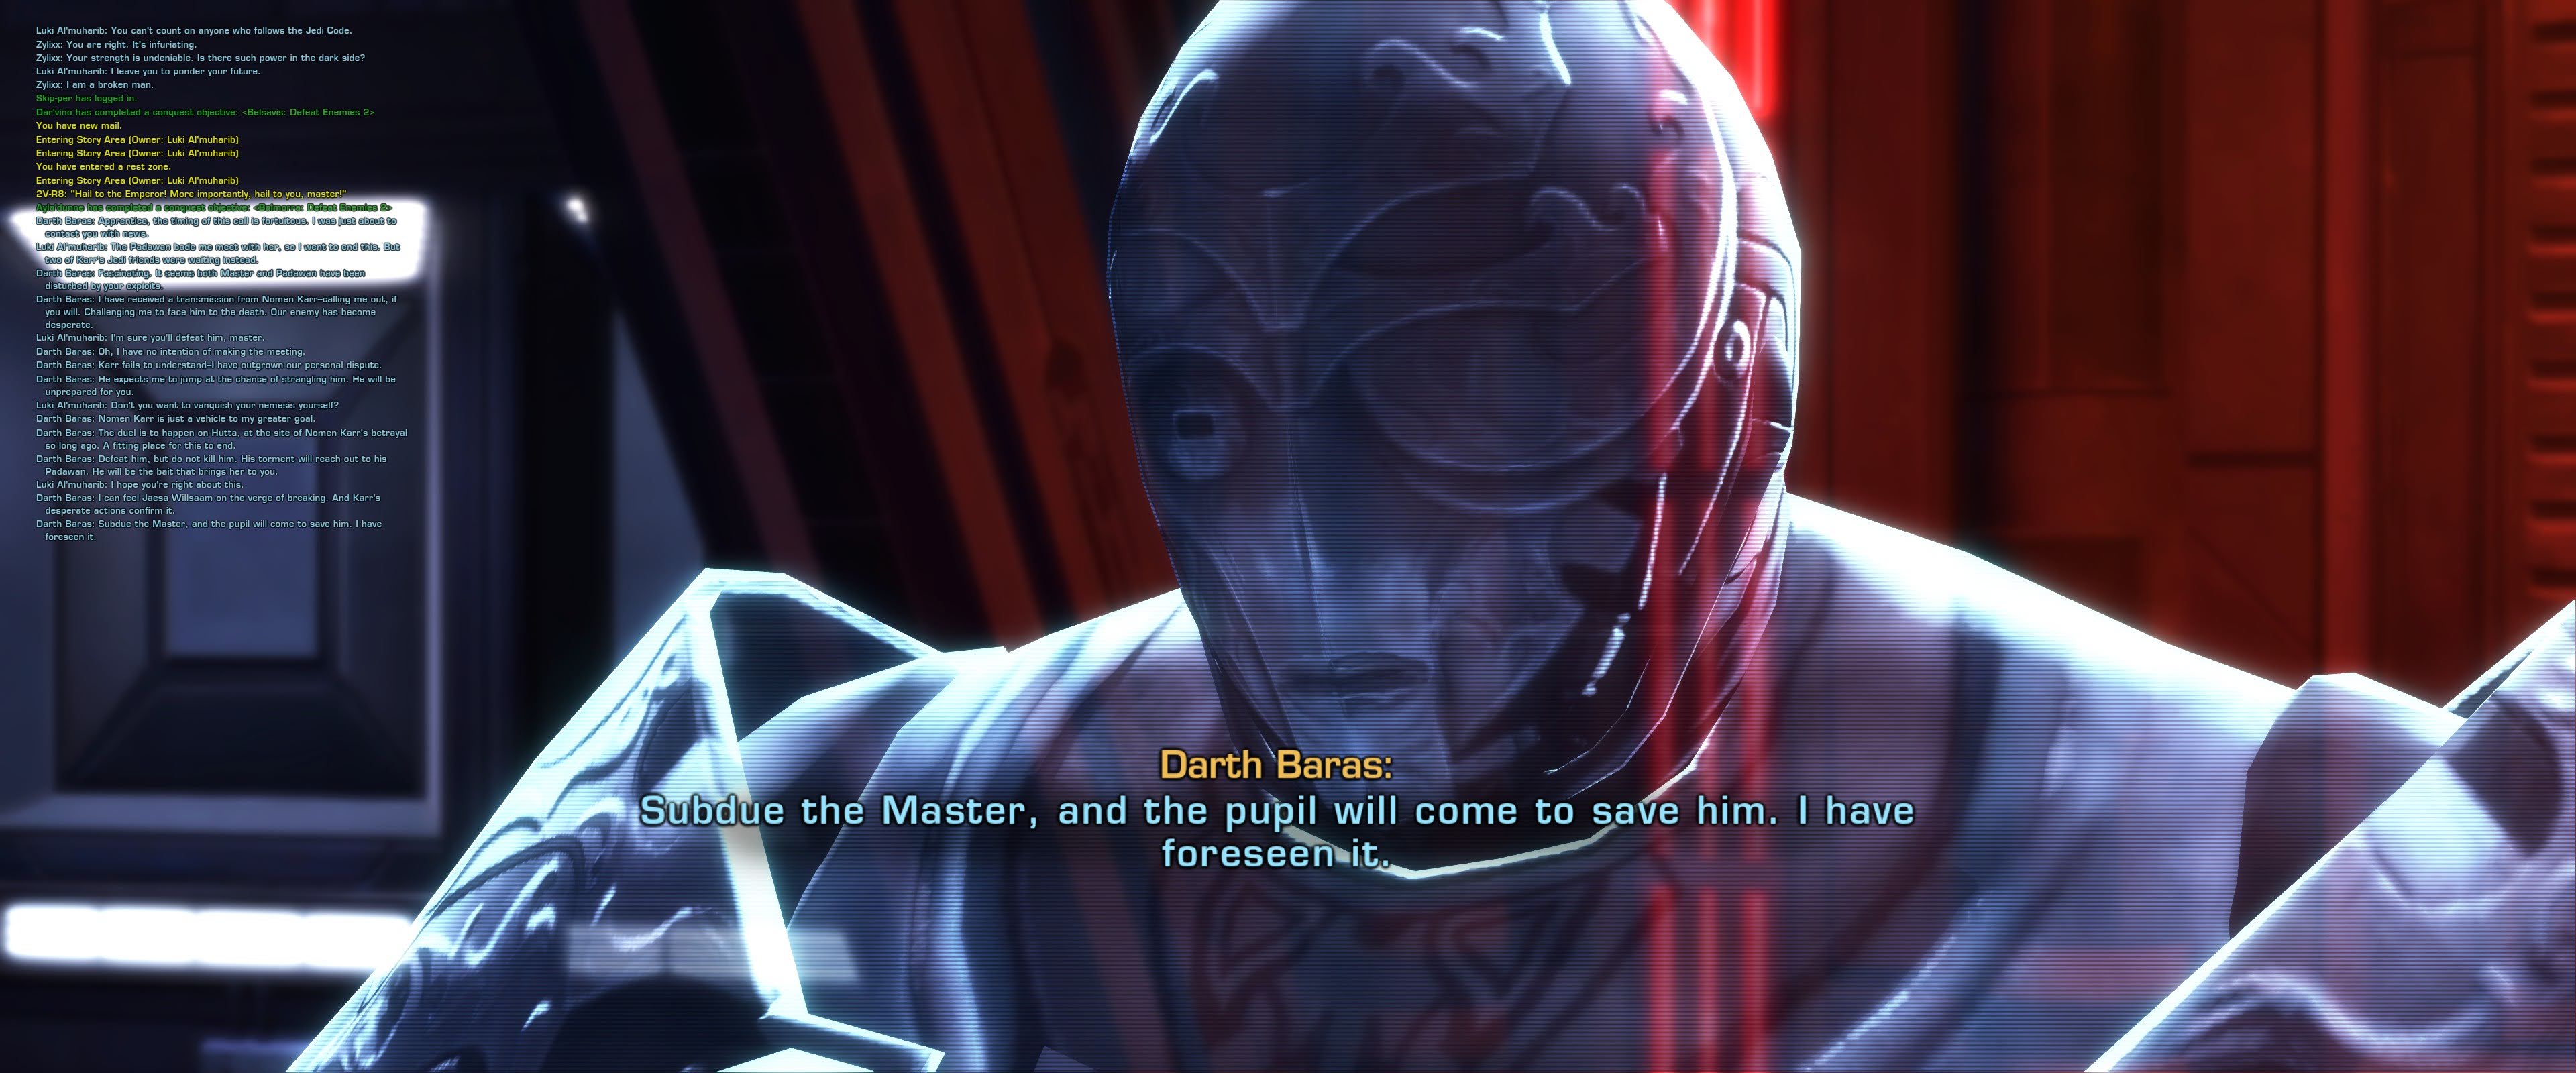 Luki Al'muharib: You can't count on anyone who follows the Jedi Code.
Zylixx: You are right. It's infuriating.
Zylixx: Your strength is undeniable. Is there such power in the dark side?
Luki Al'muharib: I leave you to ponder your future.
Zylixx: I am a broken man.
Skip-per has logged in.
Dar'vino has completed a conquest objective: <Belsavis: Defeat Enemies 2>
You have new mail.
Entering Story Area (Owner: Luki Al'muharib)
Entering Story Area (Owner: Luki Al'muharib)
You have entered a rest zone.
Entering Story Area (Owner: Luki Al'muharib)
2V-R8: "Hail to the Emperor! More importantly, hail to you, master!"
Ayla'dunne has completed a conquest objective: <Balmorra: Defeat Enemies 2>
Darth Baras: Apprentice, the timing of this call is fortuitous. I was just about to
contact you with news.
Luki Al'muharib: The Padawan bade me meet with her, so I went to end this. But
two of Karr's Jedi friends were waiting instead.
Darth Baras: Fascinating. It seems both Master and Padawan have been
disturbed by your exploits.
Darth Baras: I have received a transmission from Nomen Karr—calling me out, if
you will. Challenging me to face him to the death. Our enemy has become
desperate.
Luki Al'muharib: I'm sure you'll defeat him, master.
Darth Baras: Oh, I have no intention of making the meeting.
Darth Baras: Karr fails to understand—I have outgrown our personal dispute.
Darth Baras: He expects me to jump at the chance of strangling him. He will be
unprepared for you.
Luki Al'muharib: Don't you want to vanquish your nemesis yourself?
Darth Baras: Nomen Karr is just a vehicle to my greater goal.
Darth Baras: The duel is to happen on Hutta, at the site of Nomen Karr's betrayal
so long ago. A fitting place for this to end.
Darth Baras: Defeat him, but do not kill him. His torment will reach out to his
Padawan. He will be the bait that brings her to you.
Luki Al'muharib: I hope you're right about this.
Darth Baras: I can feel Jaesa Willsaam on the verge of breaking. And Karr's
desperate actions confirm it.
Darth Baras: Subdue the Master, and the pupil will come to save him. I have
foreseen it.
Darth Baras:
Subdue the Master, and the pupil will come to save him. I have
foreseen it.